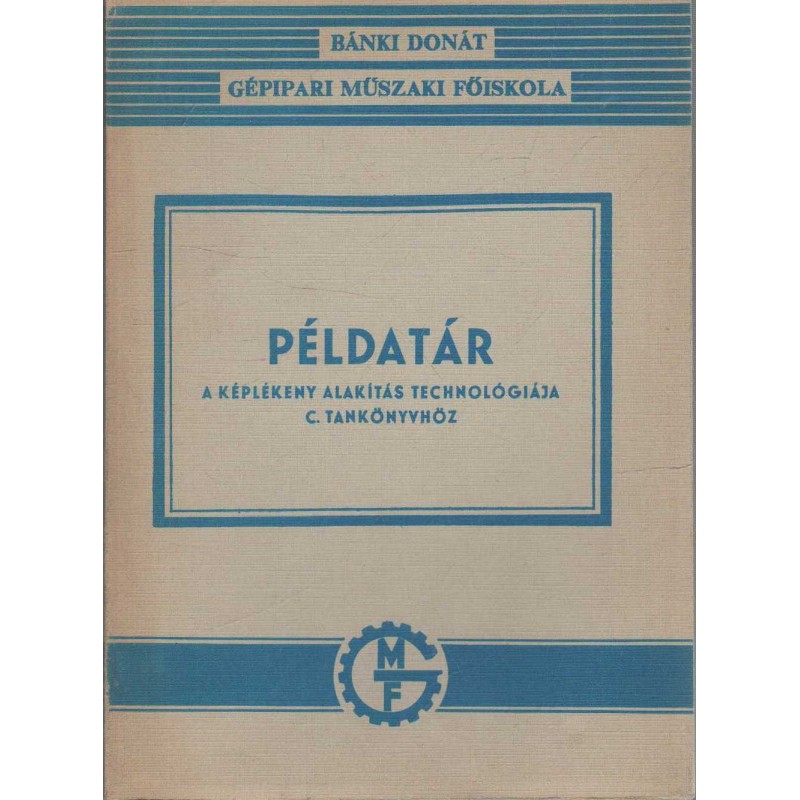 BÁNKI DONÁT
GÉPIPARI MŰSZAKI FŐISKOLA
PÉLDATÁR
A KÉPLÉKENY ALAKÍTÁS TECHNOLÓGIÁJA
C. TANKÖNYVHÖZ
M
G
F